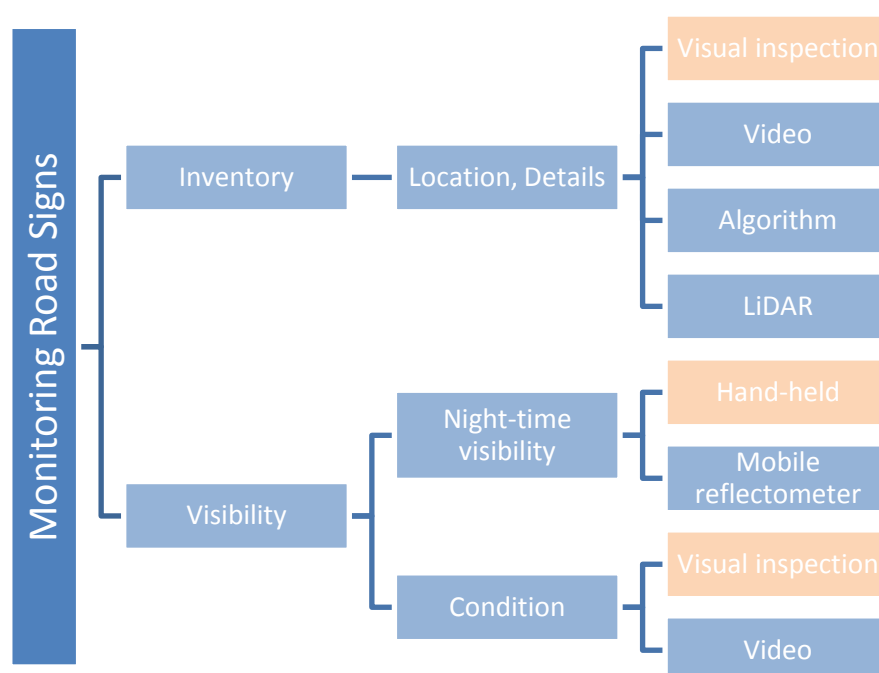 Monitoring Road Signs
Inventory
Location, Details
Visual inspection
Video
Algorithm
LiDAR
Visibility
Night-time
visibility
Hand-held
Mobile
reflectometer
Condition
Visual inspection
Video